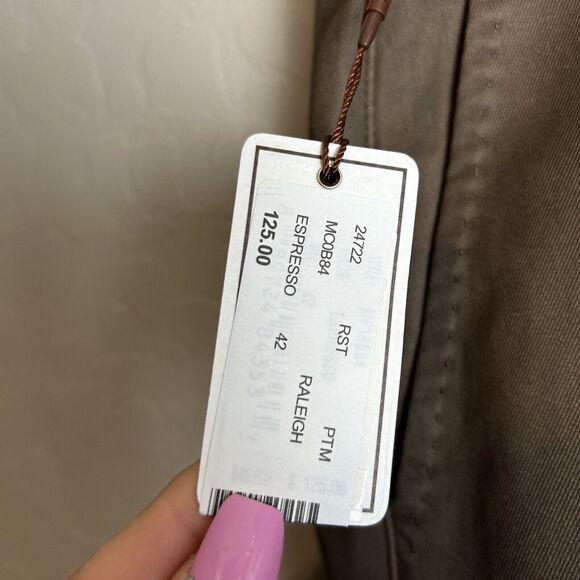 24722 RST PTM
MC0B84 RALEIGH
ESPRESSO 42
125.00